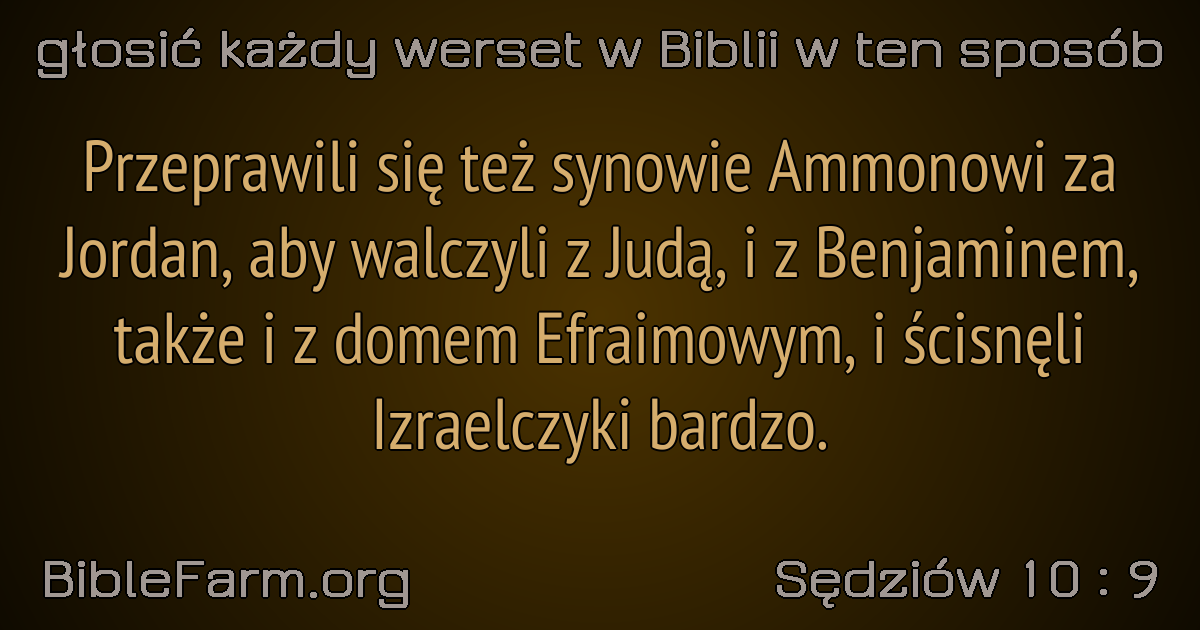 głosić każdy werset w Biblii w ten sposób
Przeprawili się też synowie Ammonowi za
Jordan, aby walczyli z Judą, i z Benjaminem,
także i z domem Efraimowym, i ścisnęli
Izraelczyki bardzo.
BibleFarm.org
Sędziów 10 : 9